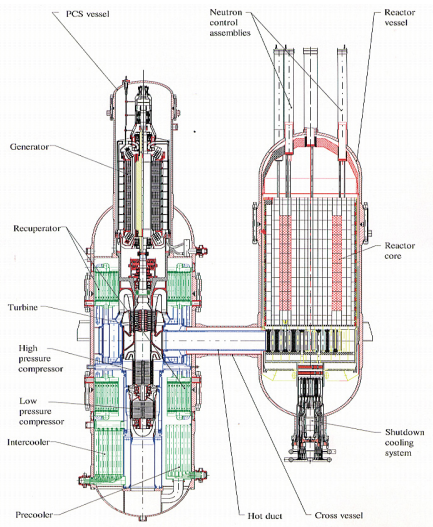 PCS vessel
Neutron
control
assemblies
Reactor
vessel
Generator
Recuperator
Reactor
core
Turbine
High
pressure
compressor
Low
pressure
compressor
Intercooler
Shutdown
cooling
system
Precooler
Hot duct
Cross vessel